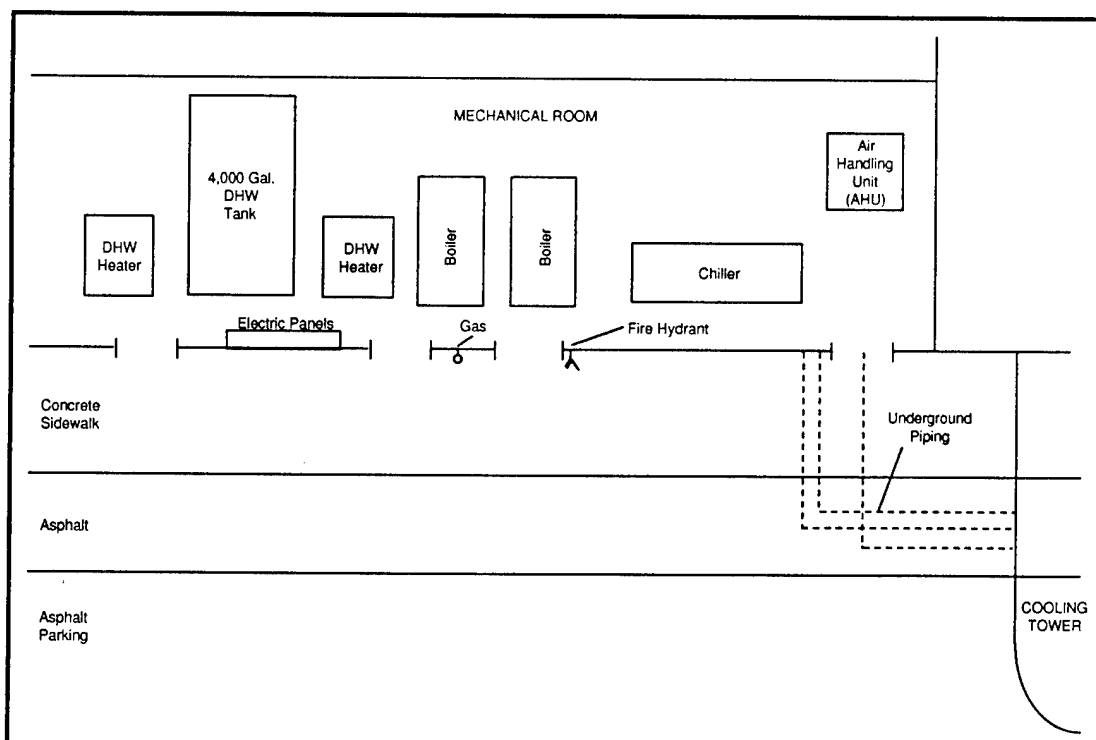 MECHANICAL ROOM
4,000 Gal.
DHW
Tank
Air
Handling
Unit
(AHU)
DHW
Heater
DHW
Heater
Boiler
Boiler
Chiller
Electric Panels
Gas
Fire Hydrant
Concrete
Sidewalk
Underground
Piping
Asphalt
Asphalt
Parking
COOLING
TOWER